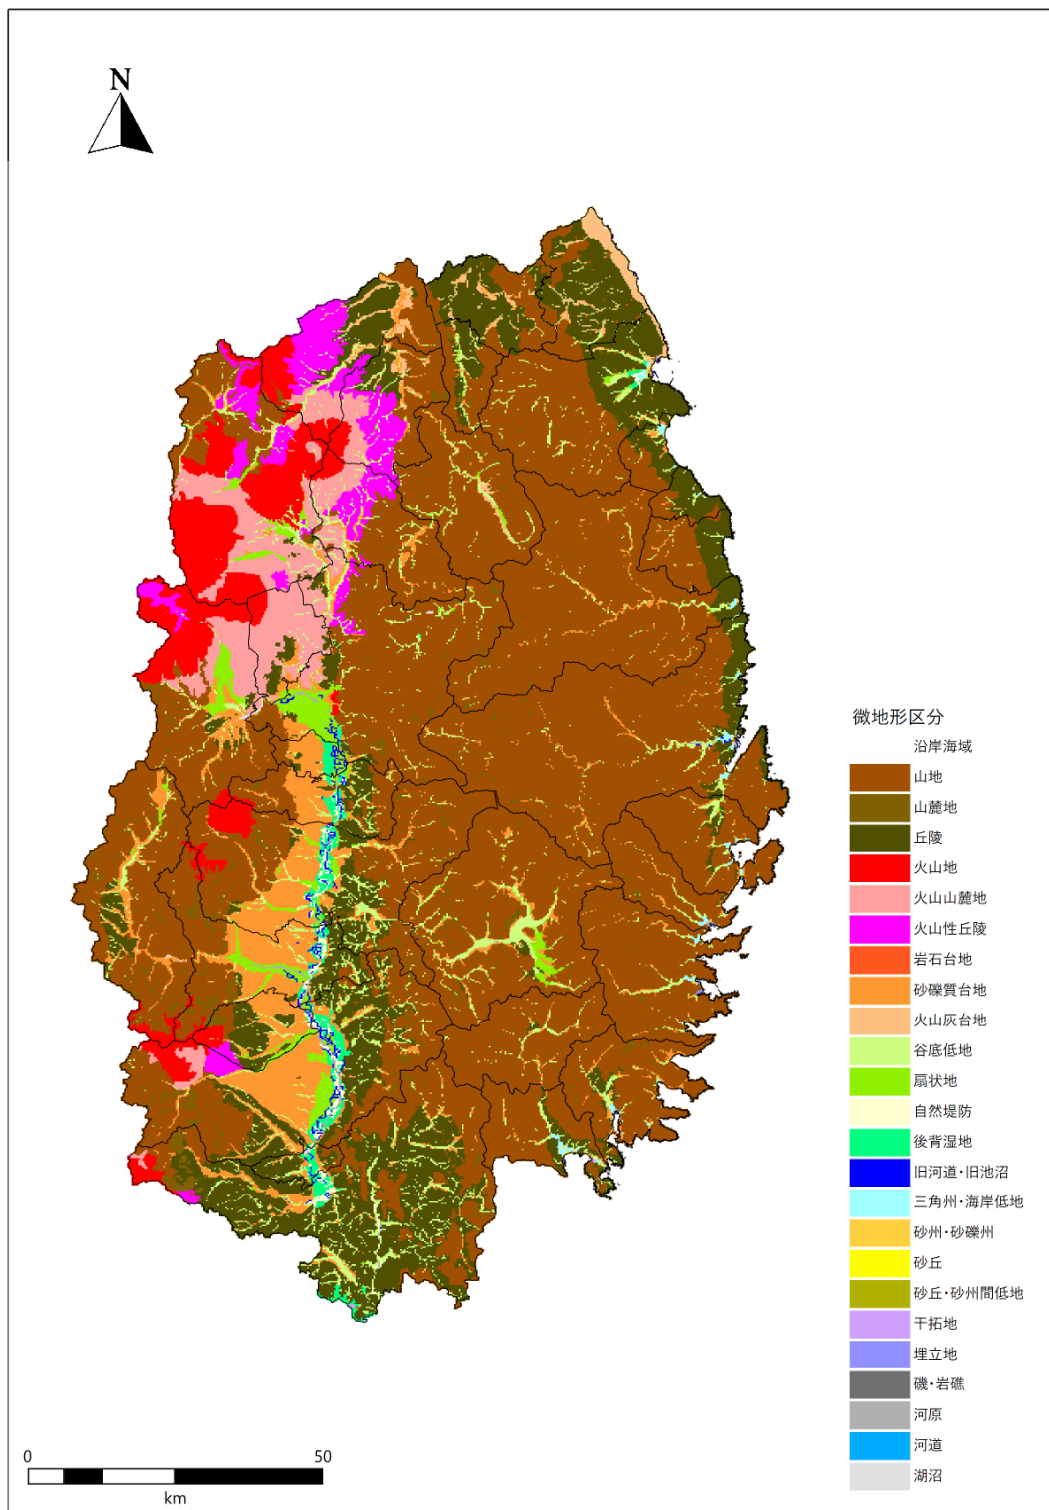 N
微地形区分
沿岸海域
山地
山麓地
丘陵
火山地
火山山麓地
火山性丘陵
岩石台地
砂礫質台地
火山灰台地
谷底低地
扇状地
自然堤防
後背湿地
旧河道・旧池沼
三角州・海岸低地
砂州・砂礫州
砂丘
砂丘・砂州間低地
干拓地
埋立地
磯・岩礁
河原
河道
湖沼
0 50
km